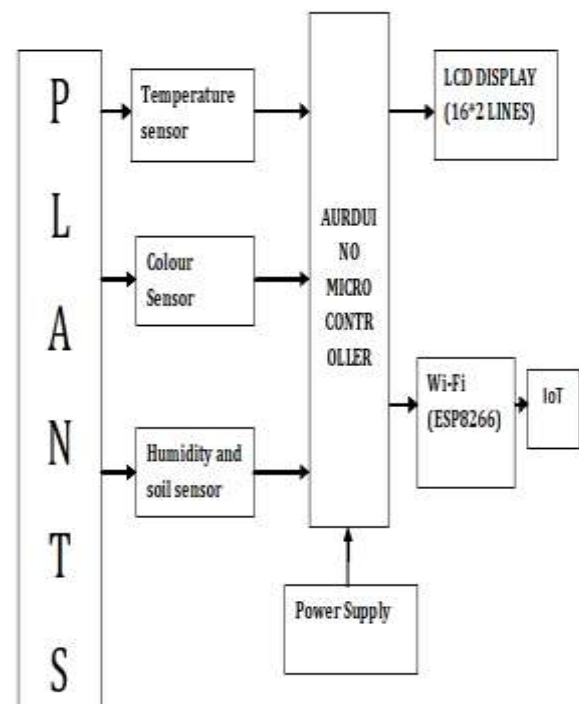 P
L
A
N
T
S
Temperature
sensor
Colour
Sensor
Humidity and
soil sensor
AURDUI
NO
MICRO
CONTR
OLLER
Power Supply
LCD DISPLAY
(16*2 LINES)
Wi-Fi
(ESP8266)
IoT